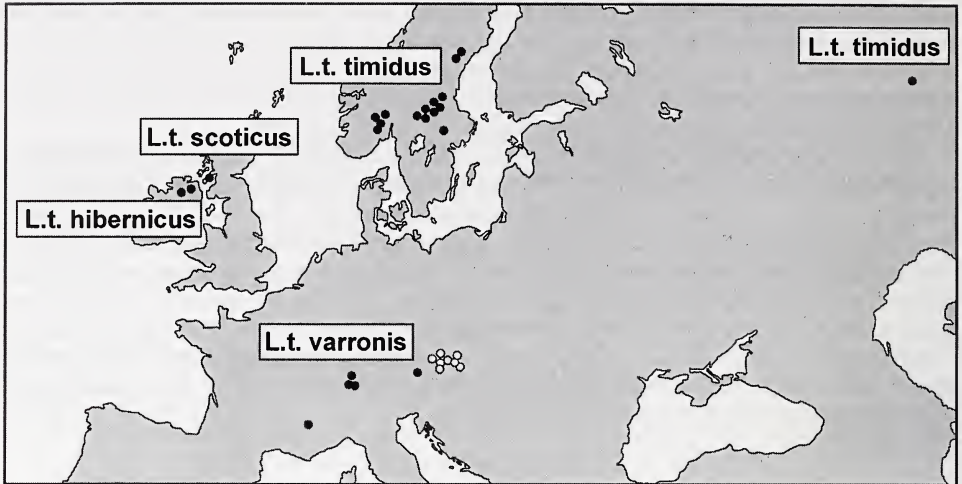 L.t. timidus
L.t. timidus
L.t. scoticus
L.t. hibernicus
L.t. varronis